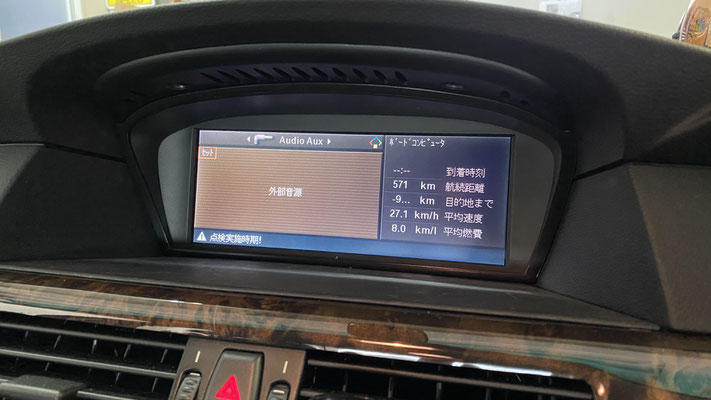 Audio Aux
セット
外部音源
点検実施時期!
ﾎﾞｰﾄﾞｺﾝﾋﾟｭｰﾀ
--:-- 到着時刻
571 km 航続距離
-9... km 目的地まで
27.1 km/h 平均速度
8.0 km/l 平均燃費